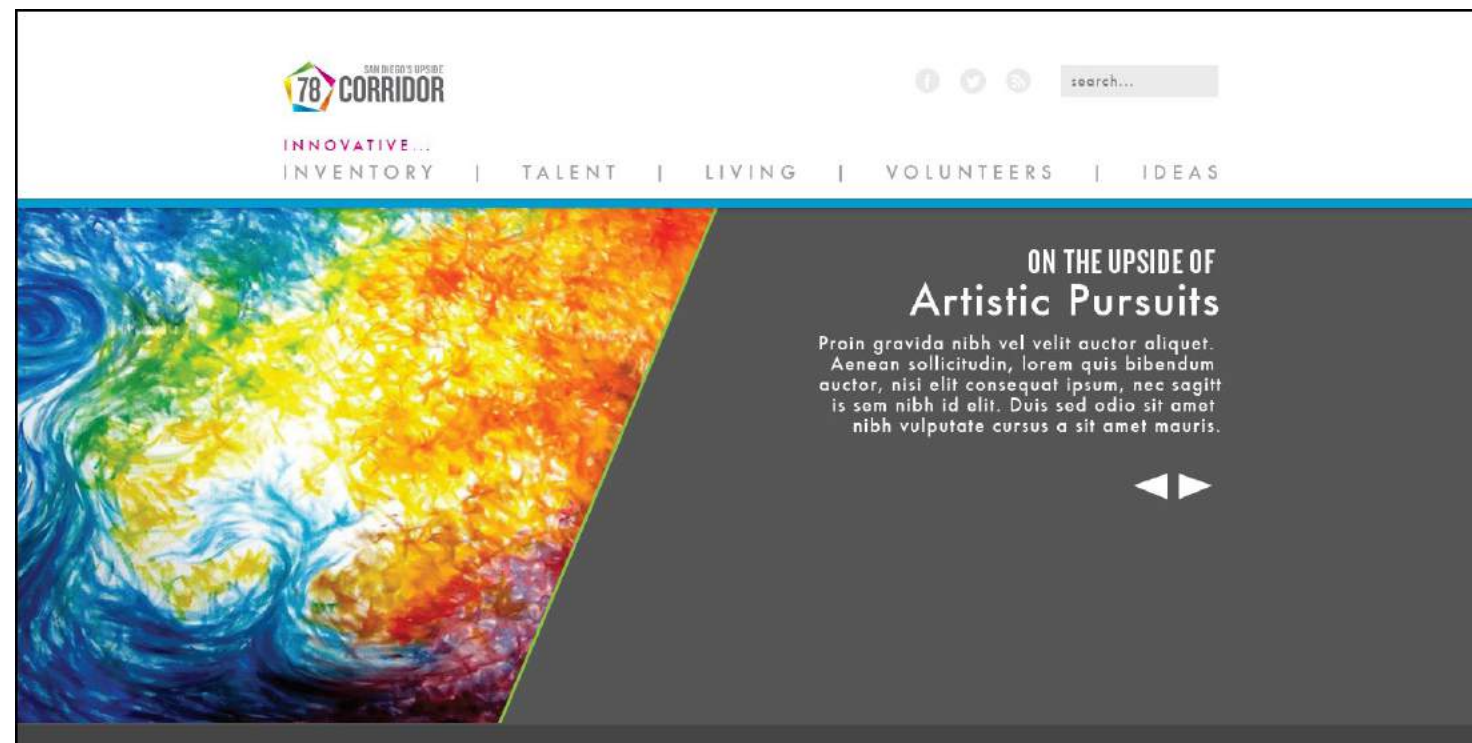 SAN DIEGO'S UPSIDE
78 CORRIDOR
search...
INNOVATIVE...
INVENTORY | TALENT | LIVING | VOLUNTEERS | IDEAS
ON THE UPSIDE OF
Artistic Pursuits
Proin gravida nibh vel velit auctor aliquet.
Aenean sollicitudin, lorem quis bibendum
auctor, nisi elit consequat ipsum, nec sagitt
is sem nibh id elit. Duis sed odio sit amet
nibh vulputate cursus a sit amet mauris.